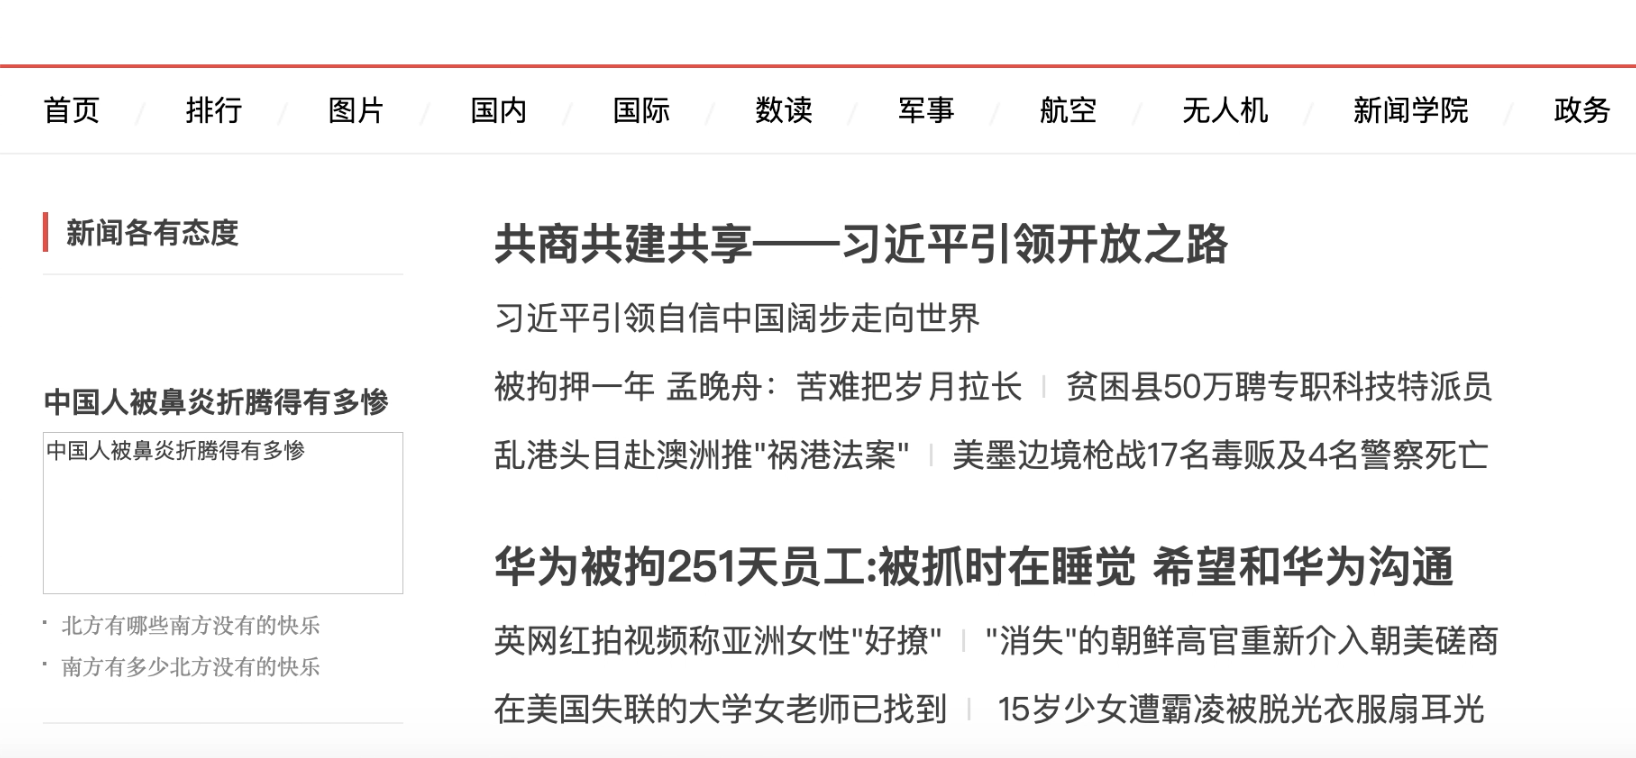 首页 / 排行 / 图片 / 国内 / 国际 / 数读 / 军事 / 航空 / 无人机 / 新闻学院 / 政务
新闻各有态度
中国人被鼻炎折腾得有多惨
中国人被鼻炎折腾得有多惨
· 北方有哪些南方没有的快乐
· 南方有多少北方没有的快乐
共商共建共享——习近平引领开放之路
习近平引领自信中国阔步走向世界
被拘押一年 孟晚舟：苦难把岁月拉长 | 贫困县50万聘专职科技特派员
乱港头目赴澳洲推"祸港法案" | 美墨边境枪战17名毒贩及4名警察死亡
华为被拘251天员工:被抓时在睡觉 希望和华为沟通
英网红拍视频称亚洲女性"好撩" | "消失"的朝鲜高官重新介入朝美磋商
在美国失联的大学女老师已找到 | 15岁少女遭霸凌被脱光衣服扇耳光